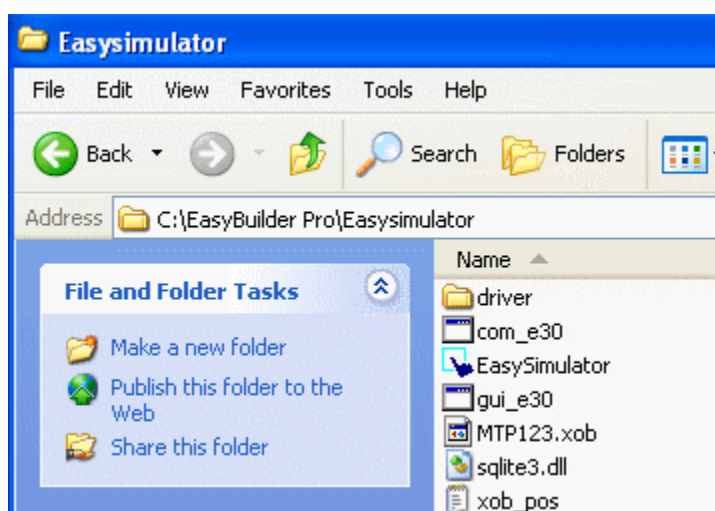 Easysimulator
File Edit View Favorites Tools Help
Back Search Folders
Address C:\EasyBuilder Pro\Easysimulator
Name
File and Folder Tasks
driver
com_e30
Make a new folder
EasySimulator
Publish this folder to the
Web
gui_e30
MTP123.xob
Share this folder
sqlite3.dll
xob_pos